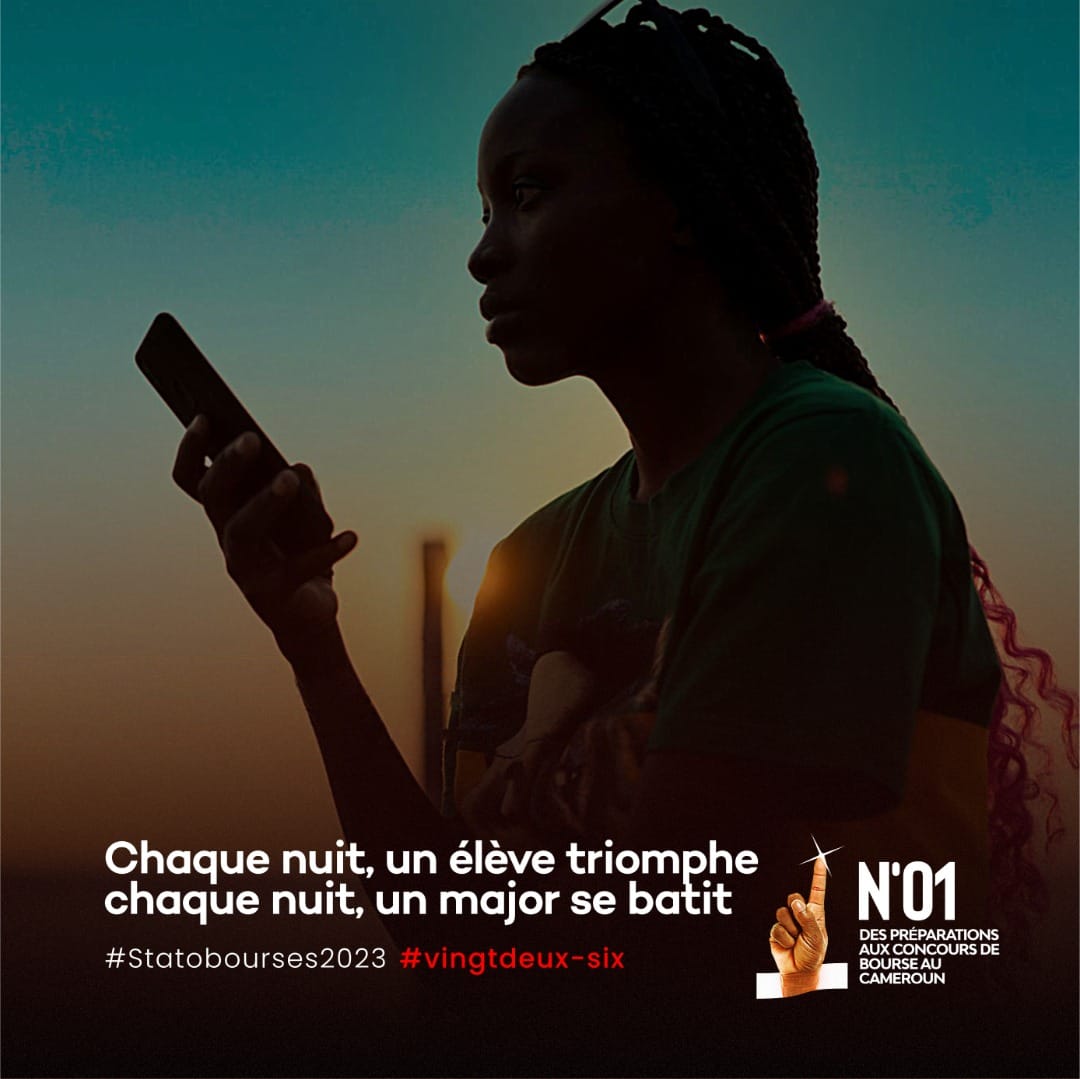 Chaque nuit, un élève triomphe
chaque nuit, un major se batit
#Statobourses2023 #vingtdeux-six
N'01
DES PRÉPARATIONS
AUX CONCOURS DE
BOURSE AU
CAMEROUN